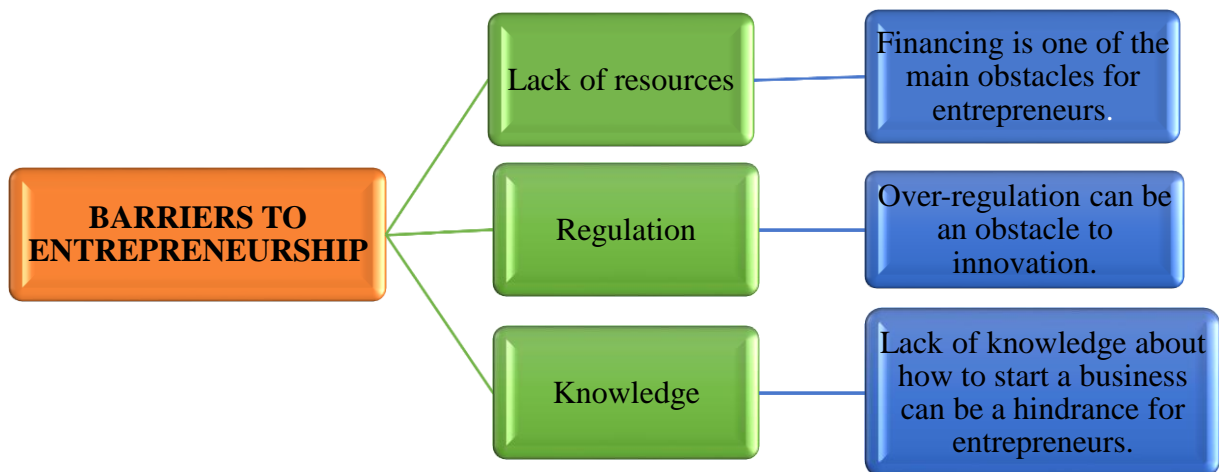 BARRIERS TO
ENTREPRENEURSHIP
Lack of resources
Financing is one of the
main obstacles for
entrepreneurs.
Regulation
Over-regulation can be
an obstacle to
innovation.
Knowledge
Lack of knowledge about
how to start a business
can be a hindrance for
entrepreneurs.